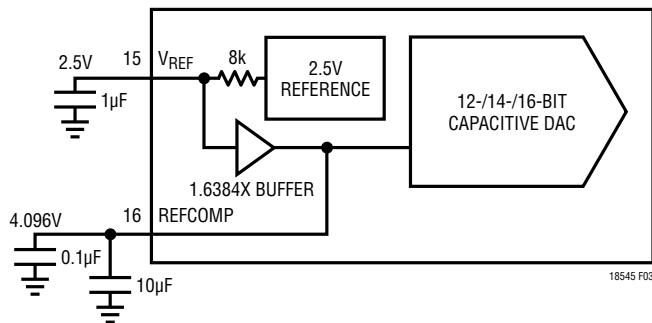 2.5V
15
VREF
8k
2.5V
REFERENCE
12-/14-/16-BIT
CAPACITIVE DAC
1µF
1.6384X BUFFER
4.096V
16
REFCOMP
0.1µF
10µF
18545 F03